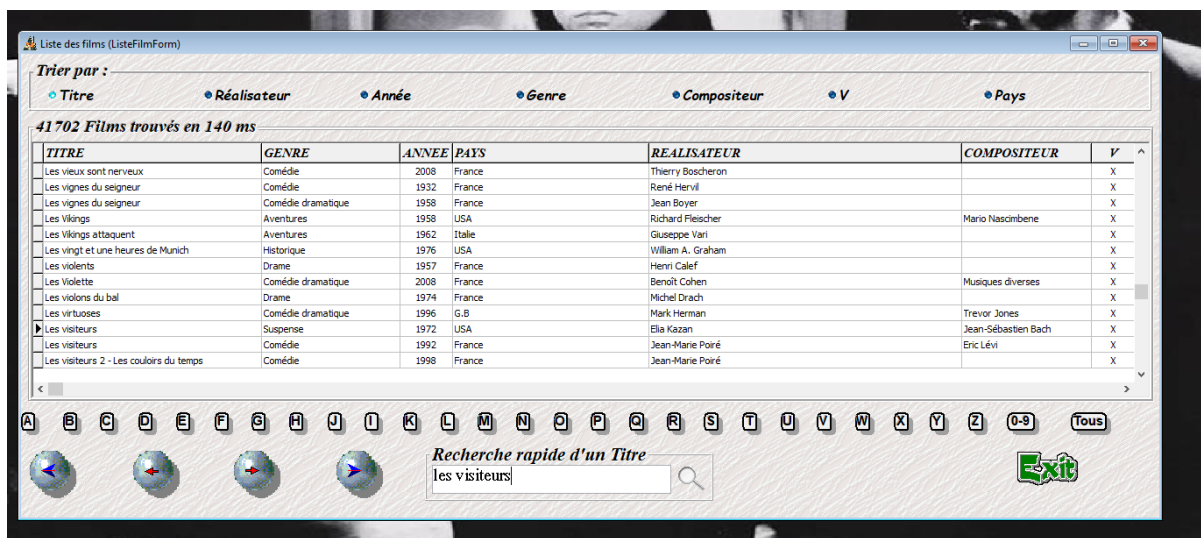 Liste des films (ListeFilmForm)
Trier par :
Titre Réalisateur Année Genre Compositeur V Pays
41702 Films trouvés en 140 ms
TITRE GENRE ANNEE PAYS REALISATEUR COMPOSITEUR V
Les vieux sont nerveux Comédie 2008 France Thierry Boscheron X
Les vignes du seigneur Comédie 1932 France René Hervil X
Les vignes du seigneur Comédie dramatique 1958 France Jean Boyer X
Les Vikings Aventures 1958 USA Richard Fleischer Mario Nascimbene X
Les Vikings attaquent Aventures 1962 Italie Giuseppe Vari X
Les vingt et une heures de Munich Historique 1976 USA William A. Graham X
Les violents Drame 1957 France Henri Calef X
Les Violette Comédie dramatique 2008 France Benoît Cohen Musiques diverses X
Les violons du bal Drame 1974 France Michel Drach X
Les virtuoses Comédie dramatique 1996 G.B Mark Herman Trevor Jones X
Les visiteurs Suspense 1972 USA Elia Kazan Jean-Sébastien Bach X
Les visiteurs Comédie 1992 France Jean-Marie Poiré Eric Lévi X
Les visiteurs 2 - Les couloirs du temps Comédie 1998 France Jean-Marie Poiré X
A B C D E F G H J I K L M N O P Q R S T U V W X Y Z 0-9 Tous
Recherche rapide d'un Titre
les visiteurs
Exit